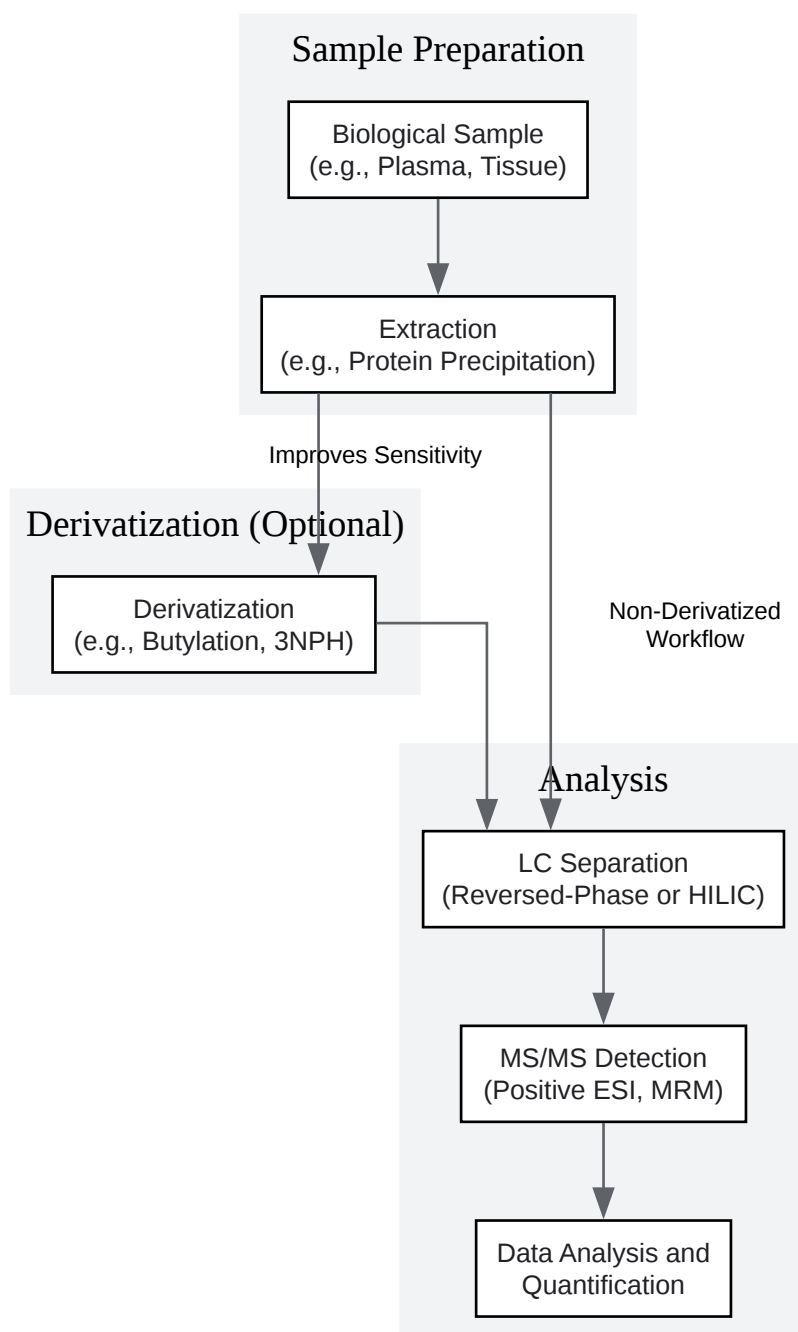 Sample Preparation
Biological Sample
(e.g., Plasma, Tissue)
Extraction
(e.g., Protein Precipitation)
Improves Sensitivity
Derivatization (Optional)
Derivatization
(e.g., Butylation, 3NPH)
Non-Derivatized
Workflow
Analysis
LC Separation
(Reversed-Phase or HILIC)
MS/MS Detection
(Positive ESI, MRM)
Data Analysis and
Quantification